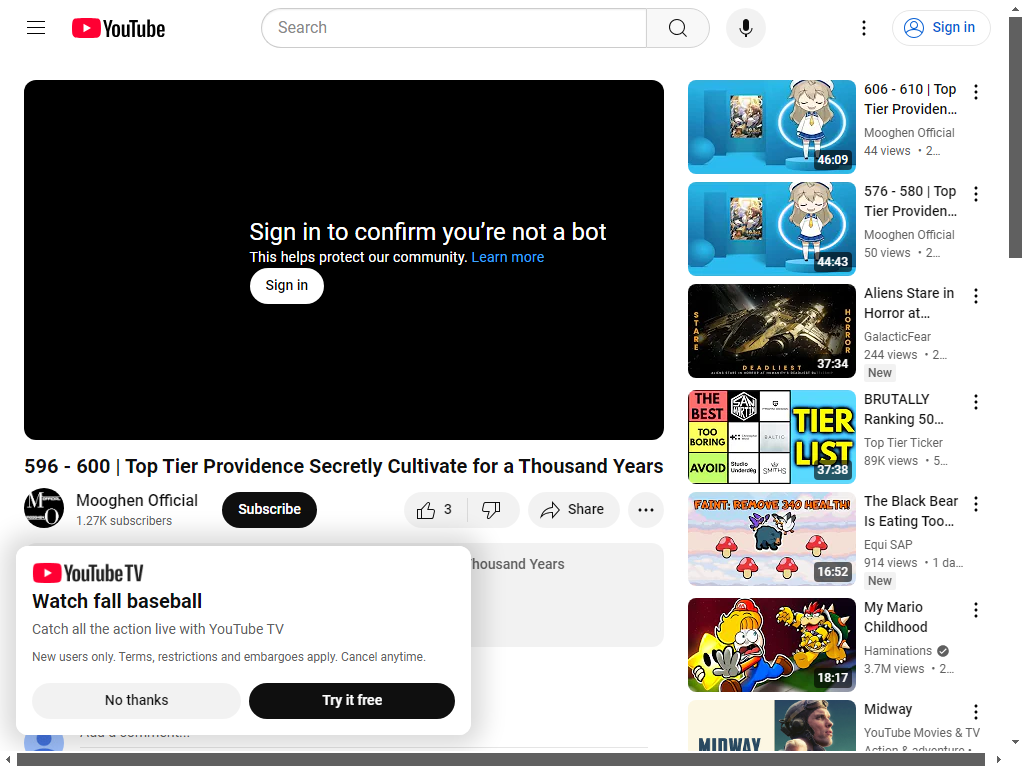 YouTube
Search
Sign in
Sign in to confirm you’re not a bot
This helps protect our community. Learn more
Sign in
596 - 600 | Top Tier Providence Secretly Cultivate for a Thousand Years
Mooghen Official
1.27K subscribers
Subscribe
3
Share
Thousand Years
YouTube TV
Watch fall baseball
Catch all the action live with YouTube TV
New users only. Terms, restrictions and embargoes apply. Cancel anytime.
No thanks
Try it free
Add a comment...
46:09
606 - 610 | Top
Tier Providen…
Mooghen Official
44 views • 2…
44:43
576 - 580 | Top
Tier Providen…
Mooghen Official
50 views • 2…
STARE
HORROR
DEADLIEST
37:34
Aliens Stare in
Horror at…
GalacticFear
244 views • 2…
New
THE
BEST
SAN
MARTIN
TOO
BORING
BALTIC
AVOID
Studio
Underd0g
SMITHS
TIER
LIST
37:38
BRUTALLY
Ranking 50…
Top Tier Ticker
89K views • 5…
FAINT: REMOVE 340 HEALTH!
16:52
The Black Bear
Is Eating Too…
Equi SAP
914 views • 1 da…
New
18:17
My Mario
Childhood
Haminations
3.7M views • 2…
MIDWAY
Midway
YouTube Movies & TV
Action & adventure •